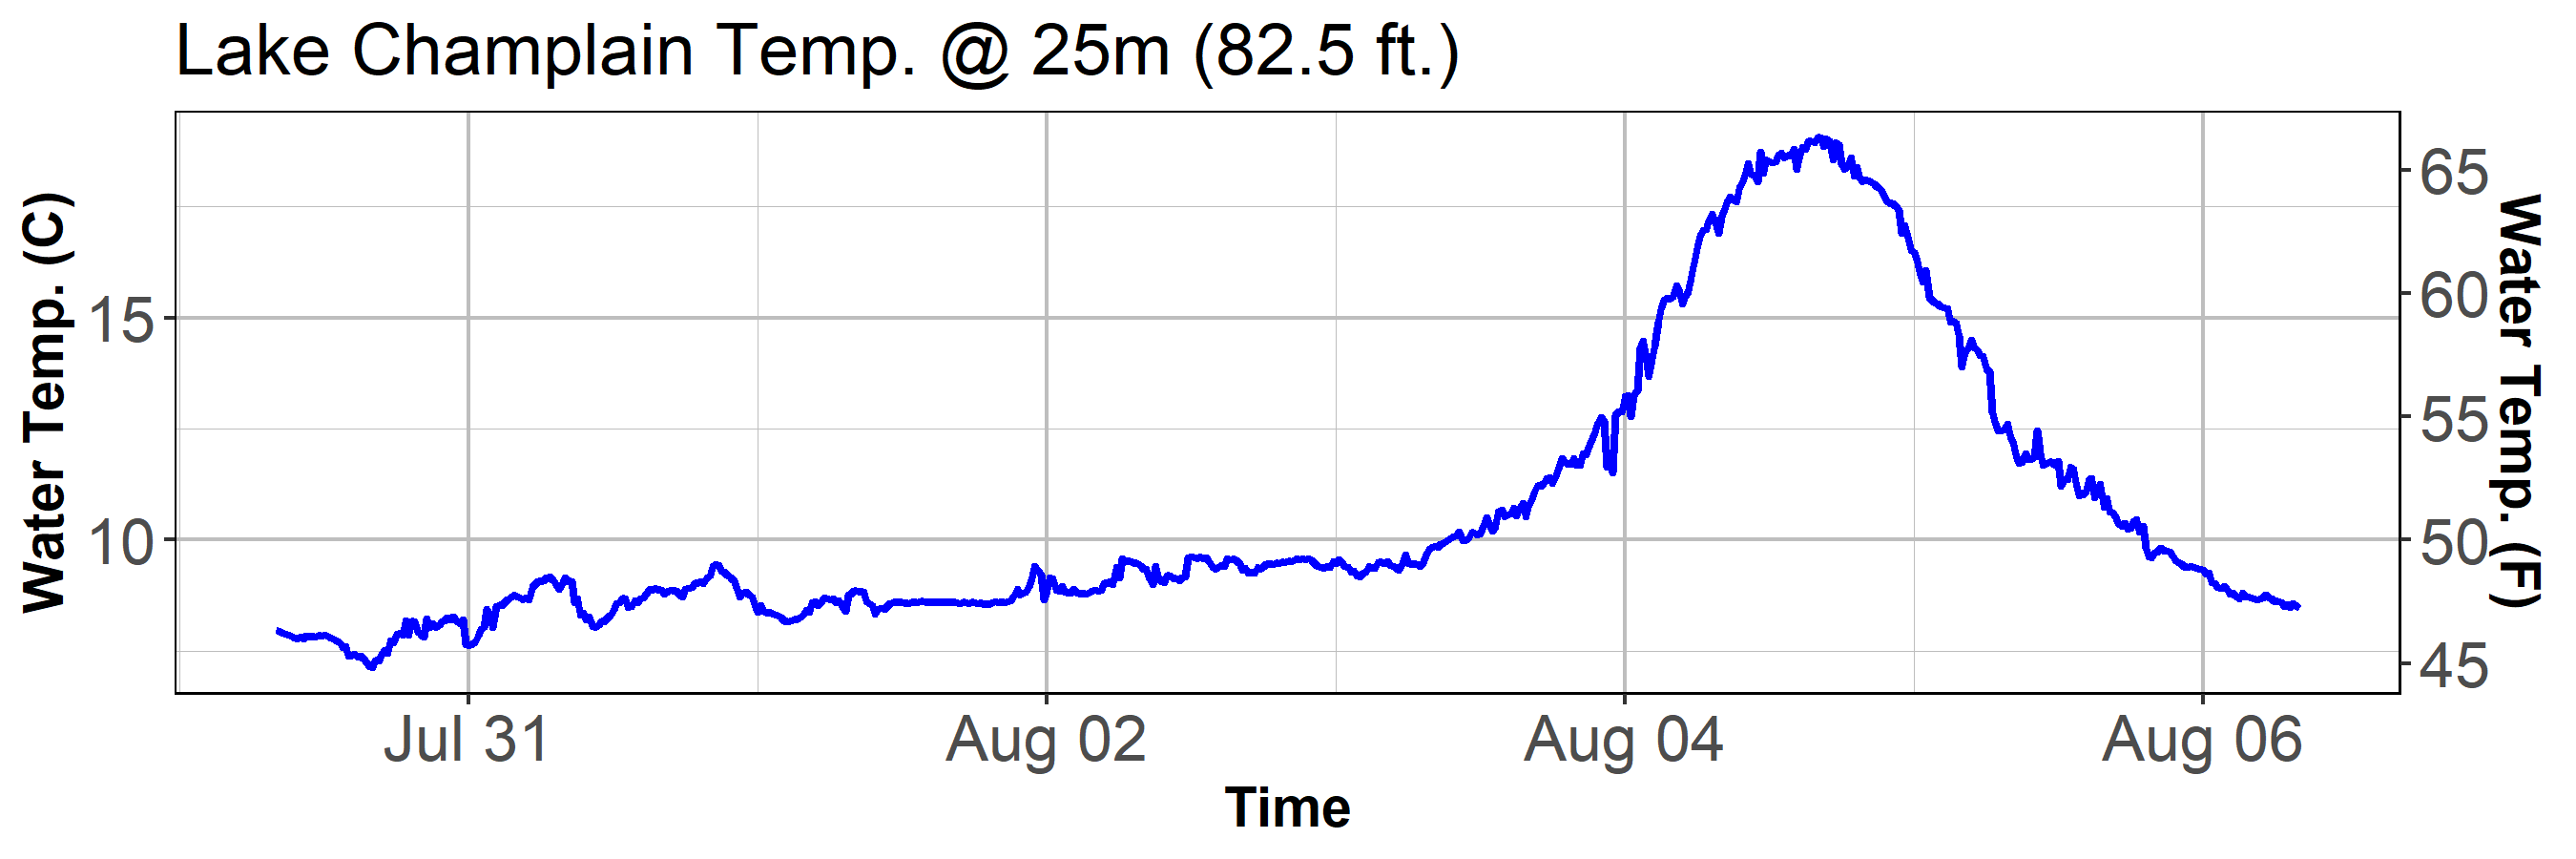 Lake Champlain Temp. @ 25m (82.5 ft.)
Water Temp. (C)
15
10
65
60
55
50
45
Water Temp. (F)
Jul 31 Aug 02 Aug 04 Aug 06
Time